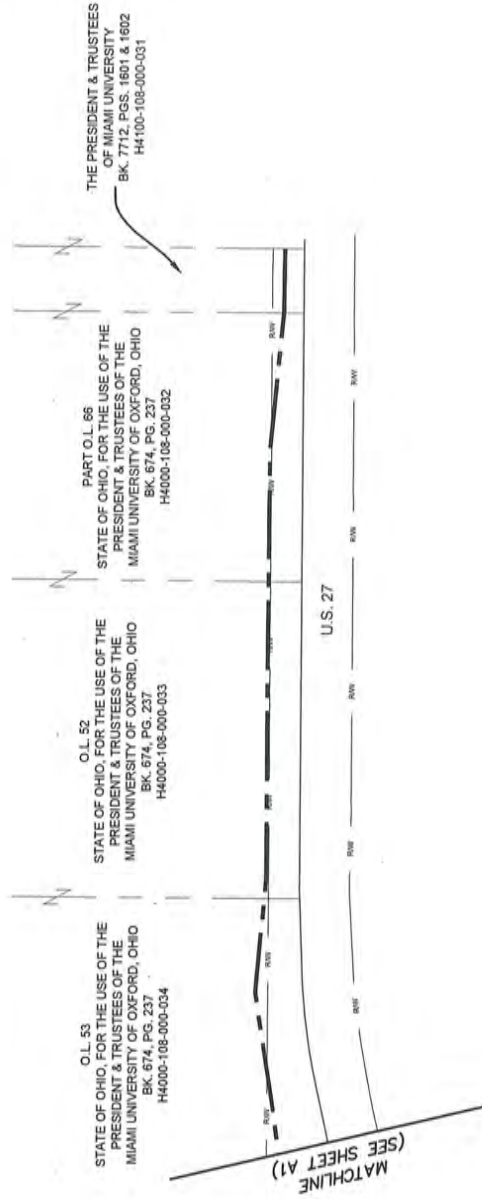 O.L. 53
STATE OF OHIO, FOR THE USE OF THE
PRESIDENT & TRUSTEES OF THE
MIAMI UNIVERSITY OF OXFORD, OHIO
BK. 674, PG. 237
H4000-108-000-034
O.L. 52
STATE OF OHIO, FOR THE USE OF THE
PRESIDENT & TRUSTEES OF THE
MIAMI UNIVERSITY OF OXFORD, OHIO
BK. 674, PG. 237
H4000-108-000-033
PART O.L. 66
STATE OF OHIO, FOR THE USE OF THE
PRESIDENT & TRUSTEES OF THE
MIAMI UNIVERSITY OF OXFORD, OHIO
BK. 674, PG. 237
H4000-108-000-032
THE PRESIDENT & TRUSTEES
OF MIAMI UNIVERSITY
BK. 7712, PGS. 1601 & 1602
H4100-108-000-031
R/W
R/W
R/W
R/W
R/W
U.S. 27
R/W
R/W
R/W
R/W
R/W
MATCHLINE
(SEE SHEET A1)